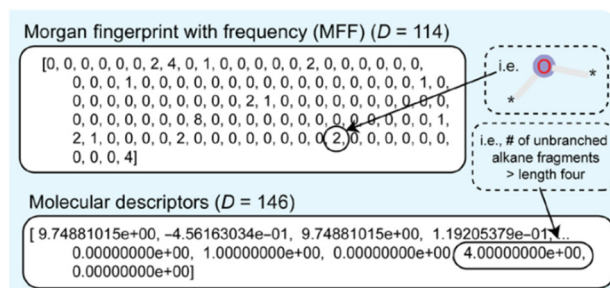 Morgan fingerprint with frequency (MFF) (D = 114)
[0, 0, 0, 0, 0, 0, 2, 4, 0, 1, 0, 0, 0, 0, 0, 2, 0, 0, 0, 0, 0, 0,
0, 0, 0, 1, 0, 0, 0, 0, 0, 0, 0, 0, 0, 0, 0, 0, 0, 0, 0, 0, 1, 0,
0, 0, 0, 0, 0, 0, 0, 0, 0, 0, 2, 1, 0, 0, 0, 0, 0, 0, 0, 0, 0, 0,
0, 0, 0, 0, 0, 0, 0, 8, 0, 0, 0, 0, 0, 0, 0, 0, 0, 0, 0, 0, 0, 1,
2, 1, 0, 0, 0, 0, 2, 0, 0, 0, 0, 0, 0, 0, 0, 2, 0, 0, 0, 0, 0, 0,
0, 0, 0, 4]
i.e.
O
*
*
i.e., # of unbranched
alkane fragments
> length four
Molecular descriptors (D = 146)
[ 9.74881015e+00, −4.56163034e−01, 9.74881015e+00, 1.19205379e−01, ...
0.00000000e+00, 1.00000000e+00, 0.00000000e+00, 4.00000000e+00,
0.00000000e+00]